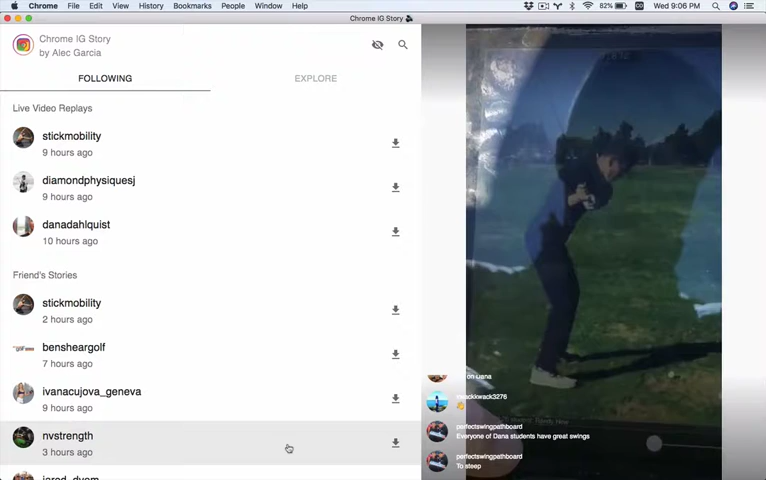 Chrome File Edit View History Bookmarks People Window Help 82% Wed 9:06 PM
Chrome IG Story
Chrome IG Story
by Alec Garcia
FOLLOWING EXPLORE
Live Video Replays
stickmobility
9 hours ago
diamondphysiquesj
9 hours ago
danadahlquist
10 hours ago
Friend's Stories
stickmobility
2 hours ago
bensheargolf
7 hours ago
ivanacujova_geneva
9 hours ago
nvstrength
3 hours ago
on Dana
perfectswingpathboard
Everyone of Dana students have great swings
perfectswingpathboard
To steep